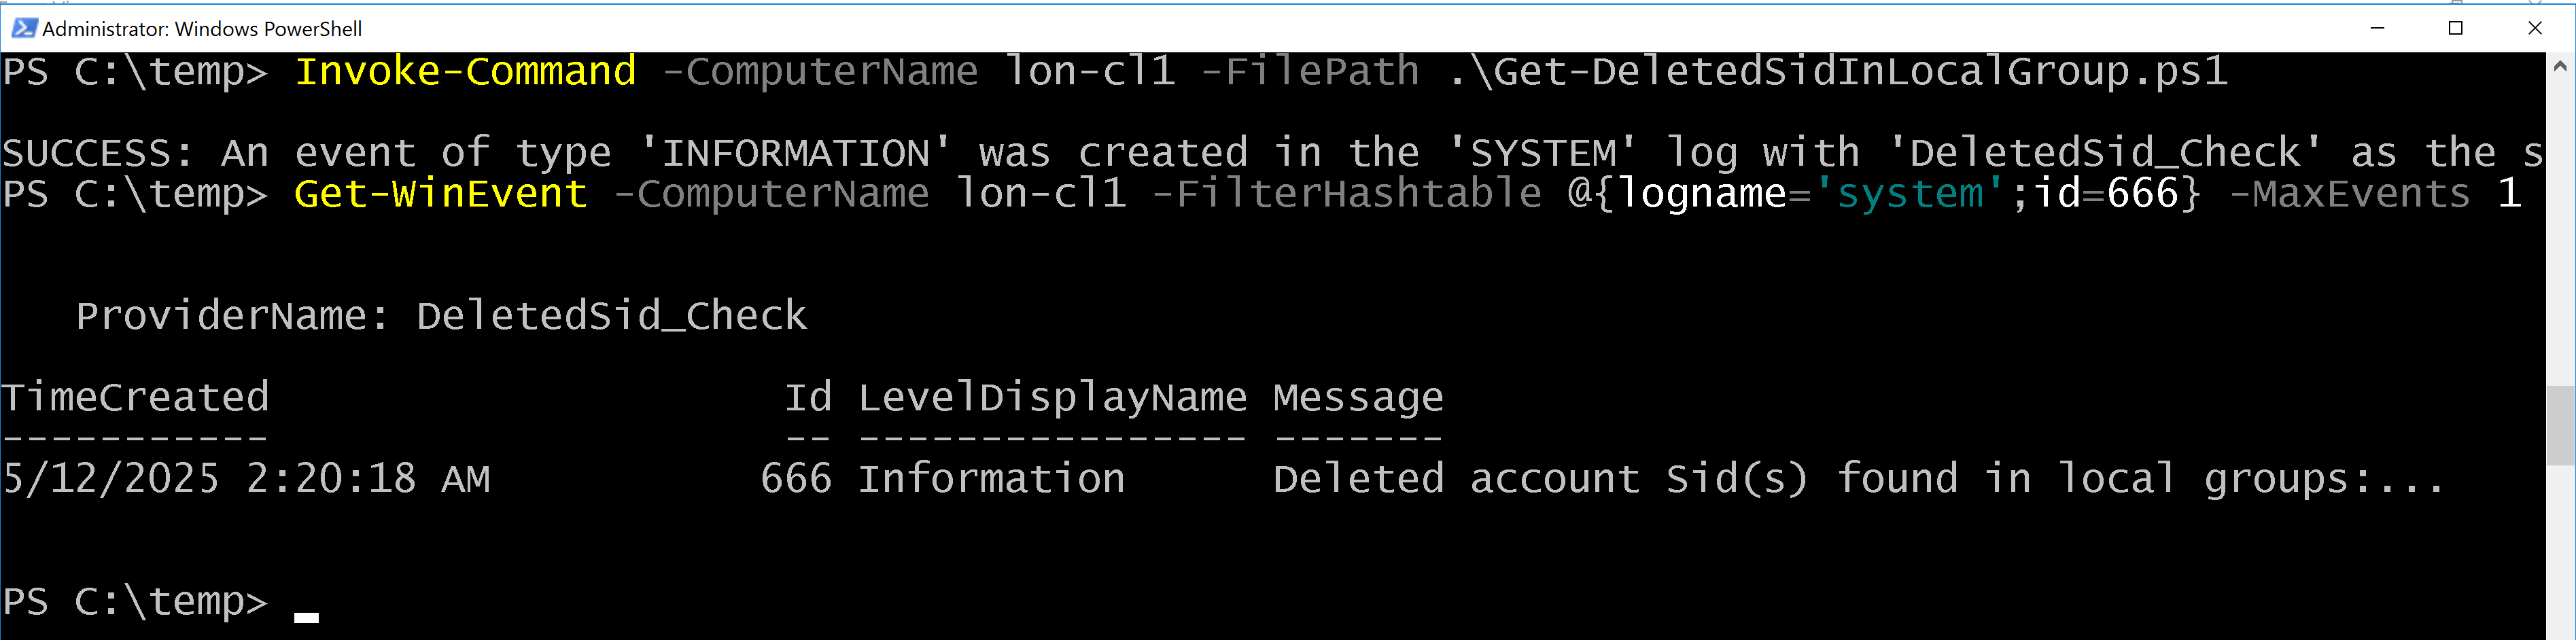 Administrator: Windows PowerShell
PS C:\temp> Invoke-Command -ComputerName lon-cl1 -FilePath .\Get-DeletedSidInLocalGroup.ps1
SUCCESS: An event of type 'INFORMATION' was created in the 'SYSTEM' log with 'DeletedSid_Check' as the s
PS C:\temp> Get-WinEvent -ComputerName lon-cl1 -FilterHashtable @{logname='system';id=666} -MaxEvents 1
ProviderName: DeletedSid_Check
TimeCreated Id LevelDisplayName Message
----------- -- ---------------- -------
5/12/2025 2:20:18 AM 666 Information Deleted account Sid(s) found in local groups:...
PS C:\temp>